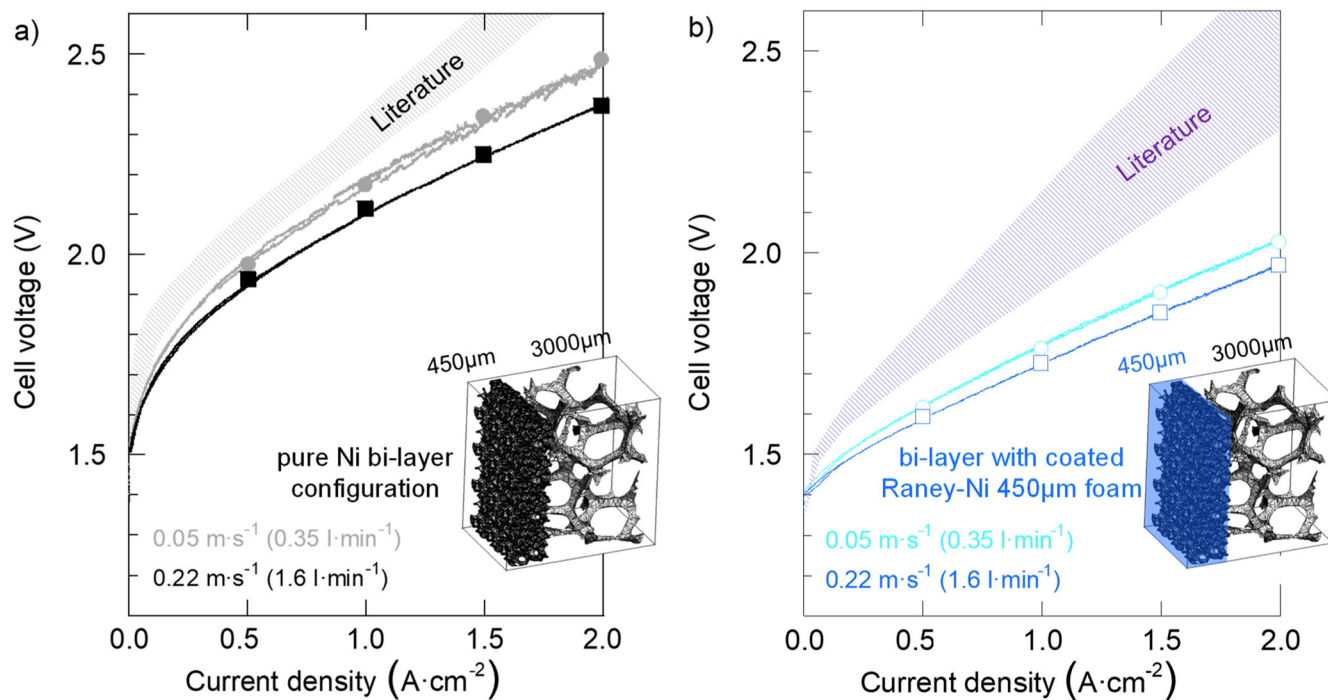 a)
2.5
2.0
1.5
Cell voltage (V)
Literature
450µm
3000µm
pure Ni bi-layer
configuration
0.05 m·s⁻¹ (0.35 l·min⁻¹)
0.22 m·s⁻¹ (1.6 l·min⁻¹)
0.0 0.5 1.0 1.5 2.0
Current density (A·cm⁻²)
b)
2.5
2.0
1.5
Cell voltage (V)
Literature
450µm
3000µm
bi-layer with coated
Raney-Ni 450µm foam
0.05 m·s⁻¹ (0.35 l·min⁻¹)
0.22 m·s⁻¹ (1.6 l·min⁻¹)
0.0 0.5 1.0 1.5 2.0
Current density (A·cm⁻²)